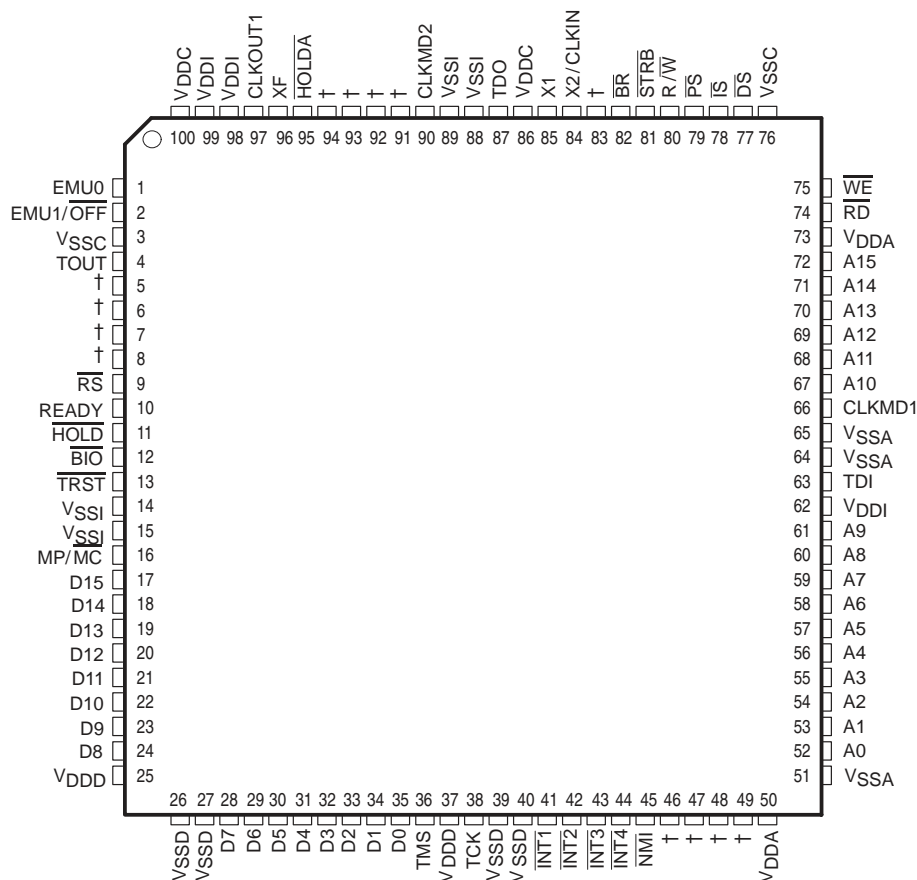 VDDC
VDDI
VDDI
CLKOUT1
XF
HOLDA
†
†
†
†
CLKMD2
VSSI
VSSI
TDO
VDDC
X1
X2/CLKIN
†
BR
STRB
R/W
PS
IS
DS
VSSC
100 99 98 97 96 95 94 93 92 91 90 89 88 87 86 85 84 83 82 81 80 79 78 77 76
EMU0 1
EMU1/OFF 2
VSSC 3
TOUT 4
† 5
† 6
† 7
† 8
RS 9
READY 10
HOLD 11
BIO 12
TRST 13
VSSI 14
VSSI 15
MP/MC 16
D15 17
D14 18
D13 19
D12 20
D11 21
D10 22
D9 23
D8 24
VDDD 25
75 WE
74 RD
73 VDDA
72 A15
71 A14
70 A13
69 A12
68 A11
67 A10
66 CLKMD1
65 VSSA
64 VSSA
63 TDI
62 VDDI
61 A9
60 A8
59 A7
58 A6
57 A5
56 A4
55 A3
54 A2
53 A1
52 A0
51 VSSA
26 27 28 29 30 31 32 33 34 35 36 37 38 39 40 41 42 43 44 45 46 47 48 49 50
VSSD
VSSD
D7
D6
D5
D4
D3
D2
D1
D0
TMS
VDDD
TCK
VSSD
VSSD
INT1
INT2
INT3
INT4
NMI
†
†
†
†
VDDA